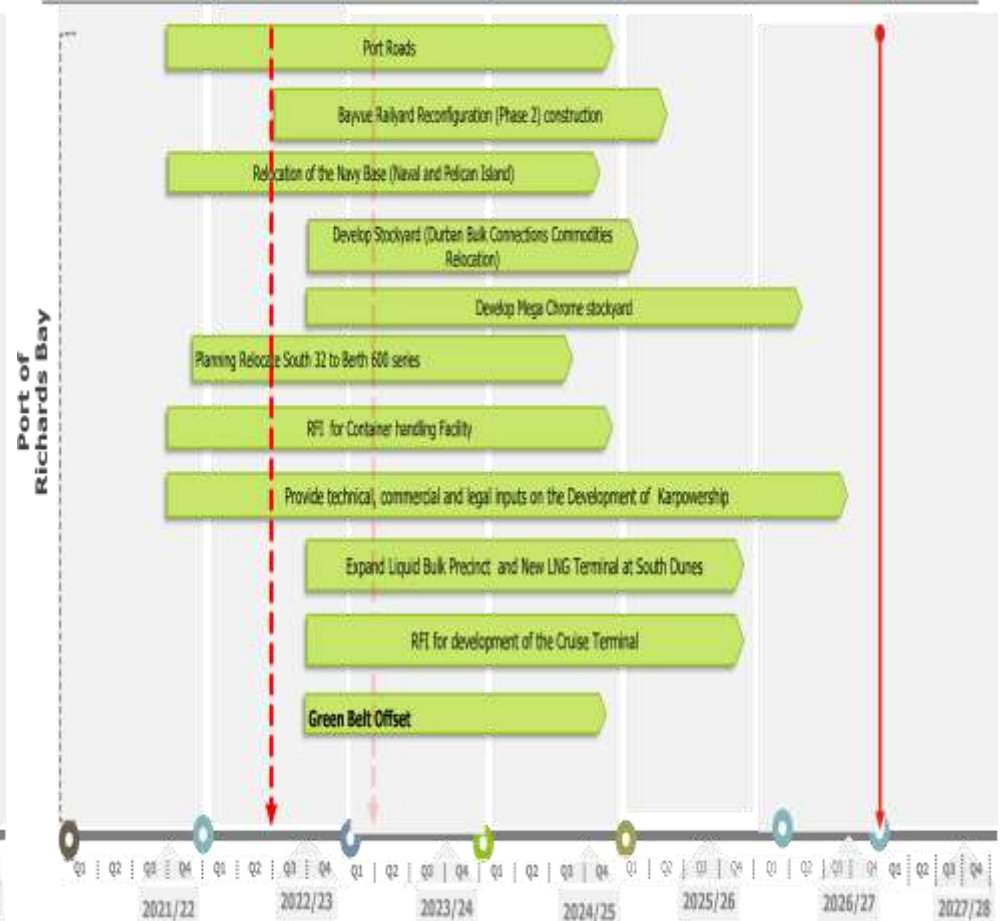 Port of
Richards Bay
Port Roads
Bayvue Railyard Reconfiguration (Phase 2) construction
Relocation of the Navy Base (Naval and Pelican Island)
Develop Stockyard (Durban Bulk Connections Commodities
Relocation)
Develop Mega Chrome stockyard
Planning Relocate South 32 to Berth 600 series
RFI for Container handling Facility
Provide technical, commercial and legal inputs on the Development of Karpowership
Expand Liquid Bulk Precinct and New LNG Terminal at South Dunes
RFI for development of the Cruise Terminal
Green Belt Offset
Q1 Q2 Q3 Q4 Q1 Q2 Q3 Q4 Q1 Q2 Q3 Q4 Q1 Q2 Q3 Q4 Q1 Q2 Q3 Q4 Q1 Q2 Q3 Q4 Q1 Q2 Q3 Q4
2021/22 2022/23 2023/24 2024/25 2025/26 2026/27 2027/28